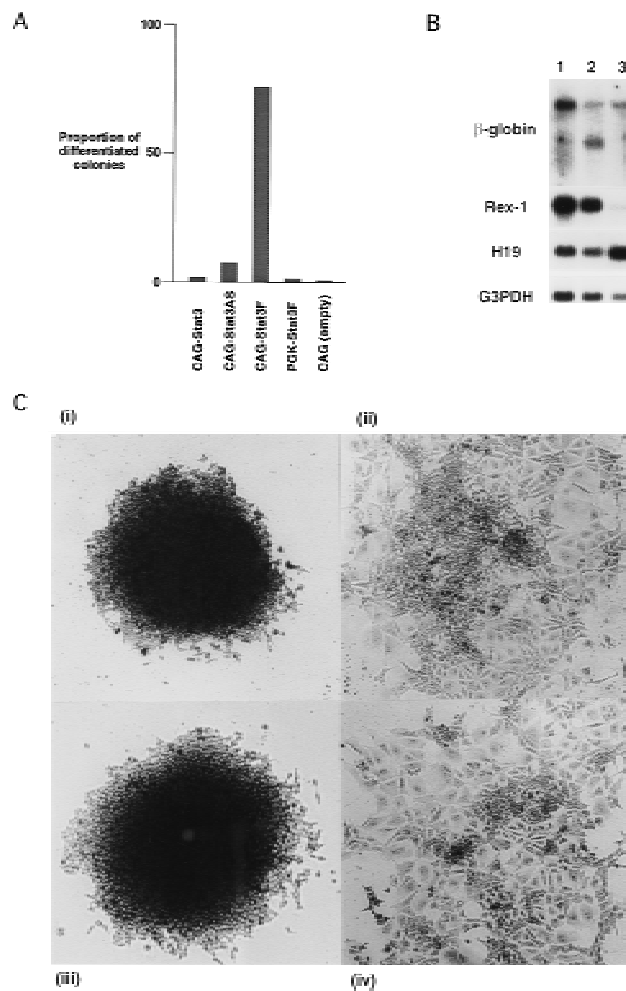 A
100
Proportion of
differentiated
colonies
50
0
CAG-Stat3
CAG-Stat3AS
CAG-Stat3F
PGK-Stat3F
CAG (empty)
B
1 2 3
β-globin
Rex-1
H19
G3PDH
C
(i) (ii)
(iii) (iv)